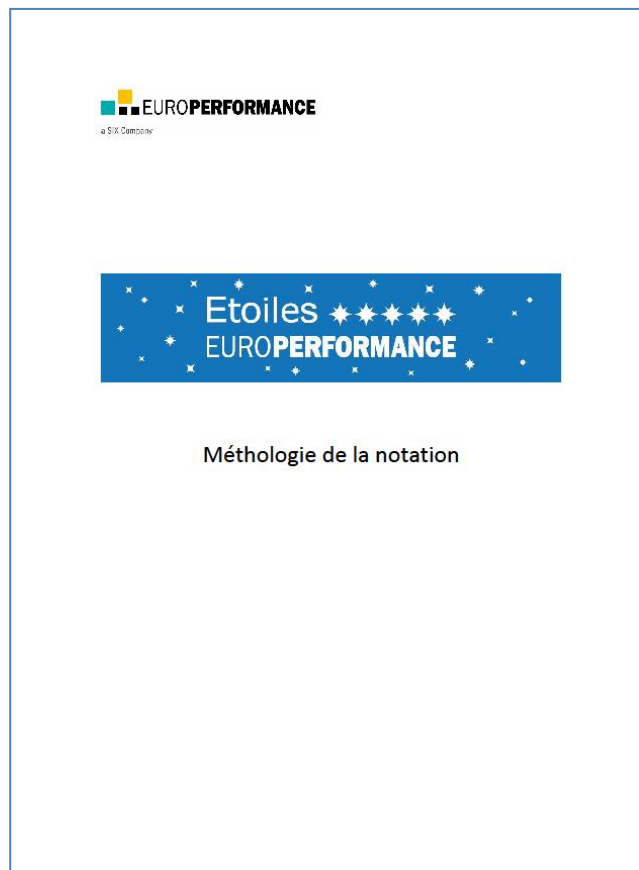 EUROPERFORMANCE
a SIX Company
Etoiles
EUROPERFORMANCE
Méthologie de la notation